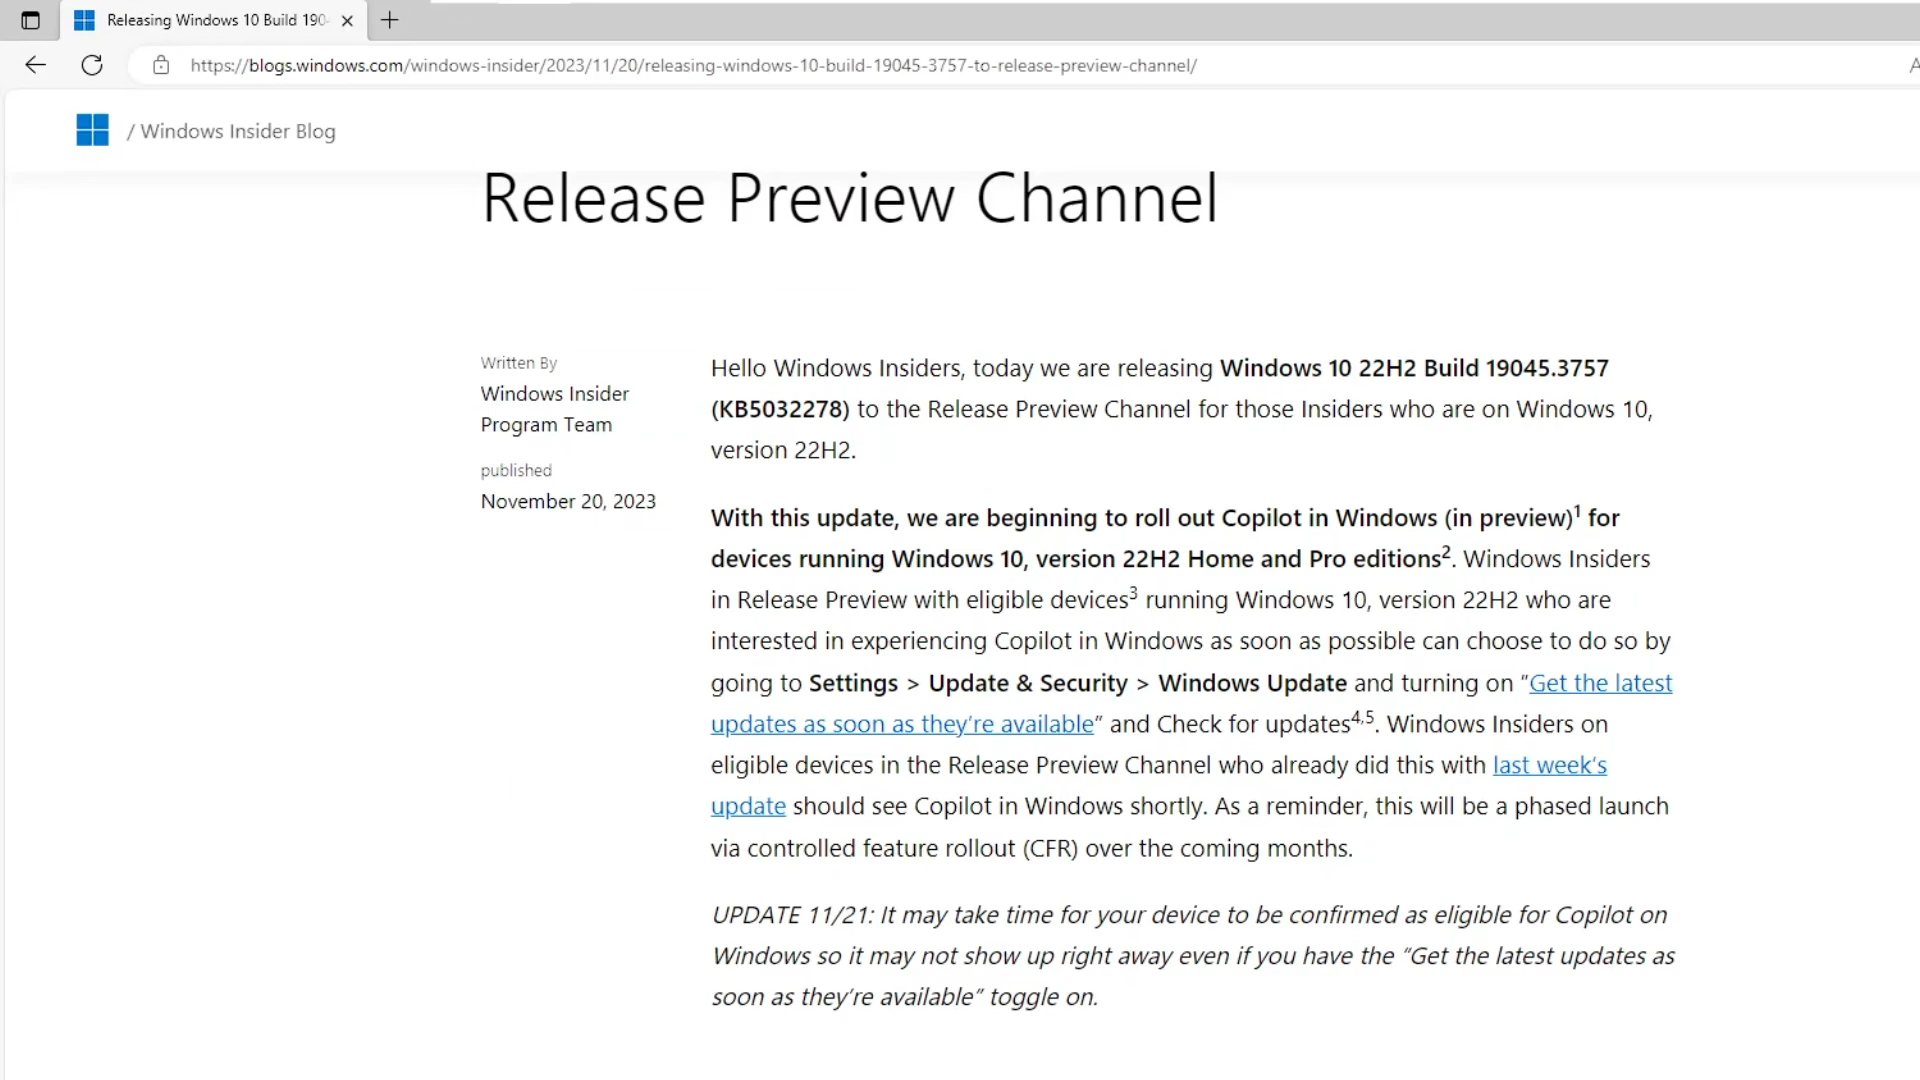 Releasing Windows 10 Build 190
https://blogs.windows.com/windows-insider/2023/11/20/releasing-windows-10-build-19045-3757-to-release-preview-channel/
/ Windows Insider Blog
Release Preview Channel
Written By
Windows Insider
Program Team
published
November 20, 2023
Hello Windows Insiders, today we are releasing Windows 10 22H2 Build 19045.3757
(KB5032278) to the Release Preview Channel for those Insiders who are on Windows 10,
version 22H2.
With this update, we are beginning to roll out Copilot in Windows (in preview)¹ for
devices running Windows 10, version 22H2 Home and Pro editions². Windows Insiders
in Release Preview with eligible devices³ running Windows 10, version 22H2 who are
interested in experiencing Copilot in Windows as soon as possible can choose to do so by
going to Settings > Update & Security > Windows Update and turning on “Get the latest
updates as soon as they’re available” and Check for updates⁴,⁵. Windows Insiders on
eligible devices in the Release Preview Channel who already did this with last week’s
update should see Copilot in Windows shortly. As a reminder, this will be a phased launch
via controlled feature rollout (CFR) over the coming months.
UPDATE 11/21: It may take time for your device to be confirmed as eligible for Copilot on
Windows so it may not show up right away even if you have the “Get the latest updates as
soon as they’re available” toggle on.